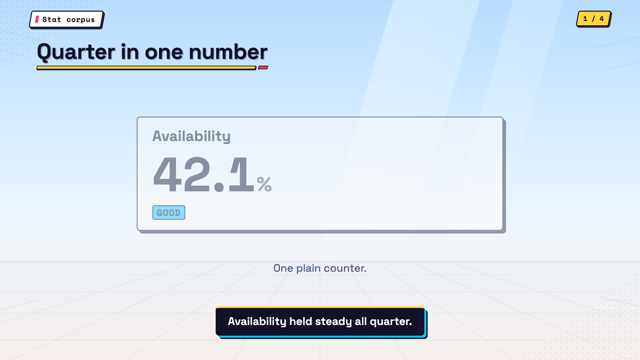 Stat corpus
1 / 4
Quarter in one number
Availability
42.1%
GOOD
One plain counter.
Availability held steady all quarter.